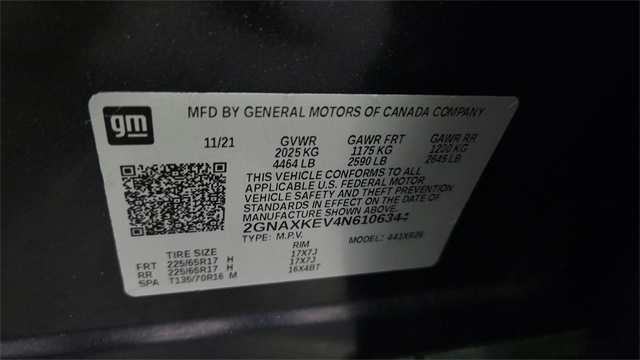 gm
MFD BY GENERAL MOTORS OF CANADA COMPANY
11/21 GVWR GAWR FRT GAWR RR
2025 KG 1175 KG 1200 KG
4464 LB 2590 LB 2645 LB
THIS VEHICLE CONFORMS TO ALL
APPLICABLE U.S. FEDERAL MOTOR
VEHICLE SAFETY AND THEFT PREVENTION
STANDARDS IN EFFECT ON THE DATE OF
MANUFACTURE SHOWN ABOVE.
2GNAXKEV4N6106344
TYPE: M.P.V. MODEL:
TIRE SIZE RIM
FRT 225/65R17 H 17X7J
RR 225/65R17 H 17X7J
SPA T135/70R16 M 16X4BT